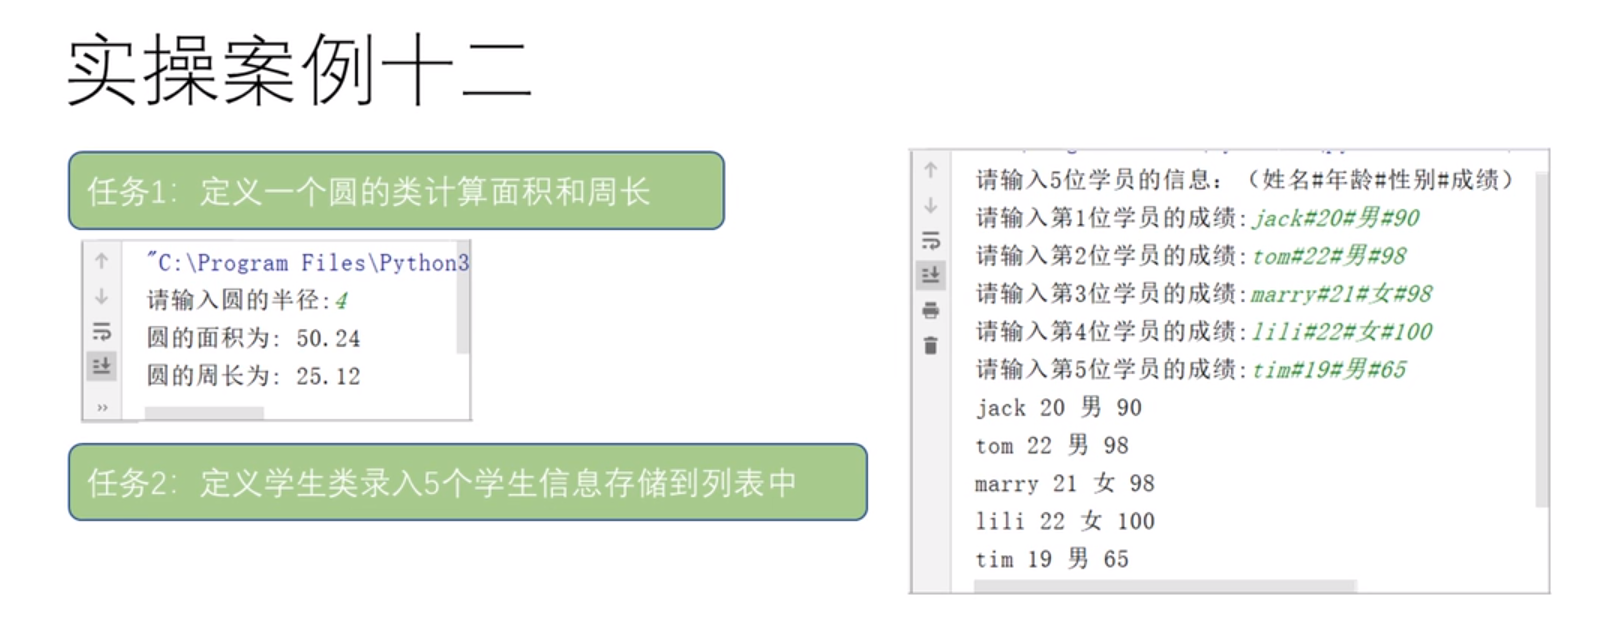 实操案例十二
任务1：定义一个圆的类计算面积和周长
"C:\Program Files\Python3
请输入圆的半径:4
圆的面积为: 50.24
圆的周长为: 25.12
任务2：定义学生类录入5个学生信息存储到列表中
请输入5位学员的信息：（姓名#年龄#性别#成绩）
请输入第1位学员的成绩:jack#20#男#90
请输入第2位学员的成绩:tom#22#男#98
请输入第3位学员的成绩:marry#21#女#98
请输入第4位学员的成绩:lili#22#女#100
请输入第5位学员的成绩:tim#19#男#65
jack 20 男 90
tom 22 男 98
marry 21 女 98
lili 22 女 100
tim 19 男 65